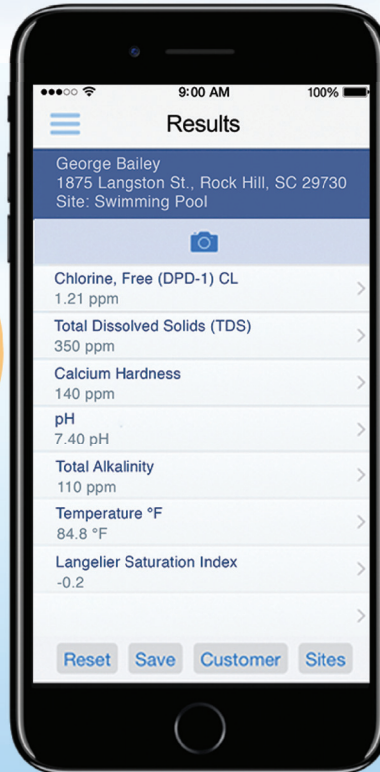 9:00 AM 100%
Results
George Bailey
1875 Langston St., Rock Hill, SC 29730
Site: Swimming Pool
Chlorine, Free (DPD-1) CL
1.21 ppm
Total Dissolved Solids (TDS)
350 ppm
Calcium Hardness
140 ppm
pH
7.40 pH
Total Alkalinity
110 ppm
Temperature °F
84.8 °F
Langelier Saturation Index
-0.2
Reset Save Customer Sites